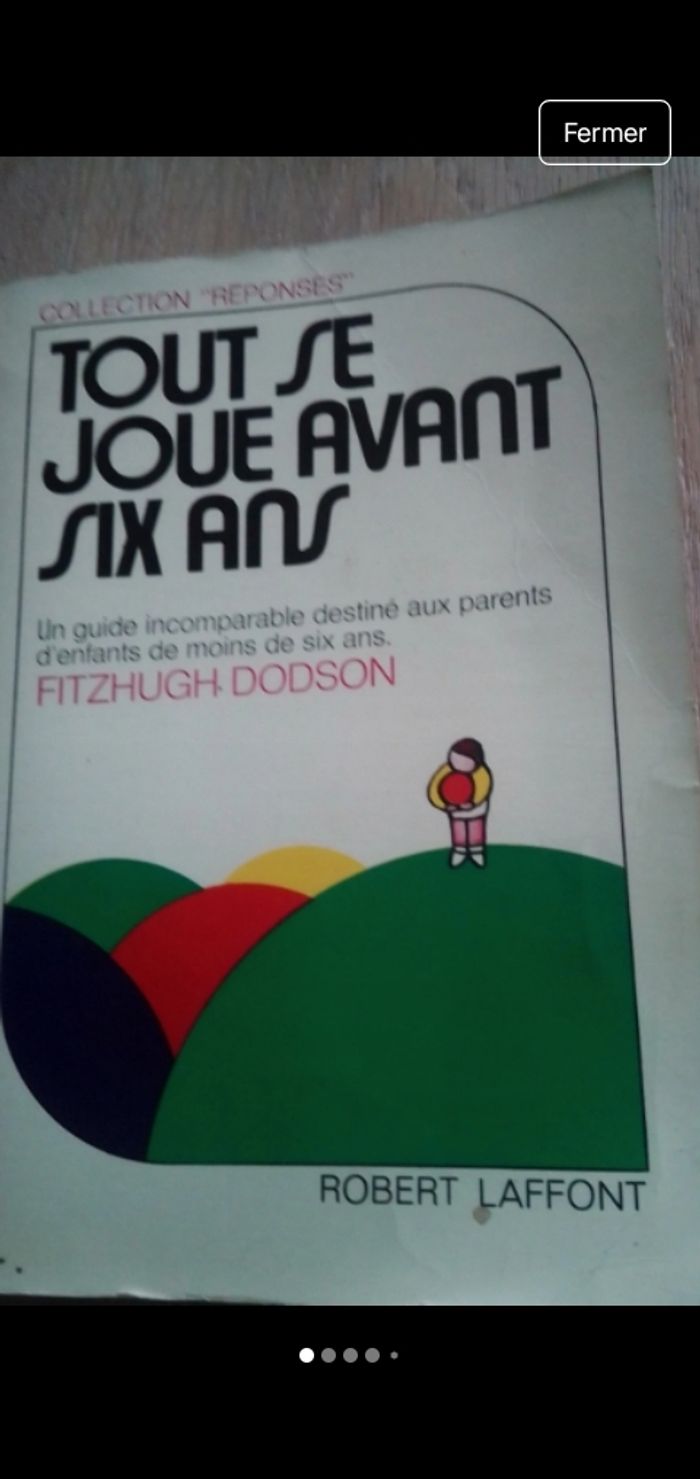 Fermer
COLLECTION "RÉPONSES"
TOUT SE
JOUE AVANT
SIX ANS
Un guide incomparable destiné aux parents
d'enfants de moins de six ans.
FITZHUGH DODSON
ROBERT LAFFONT